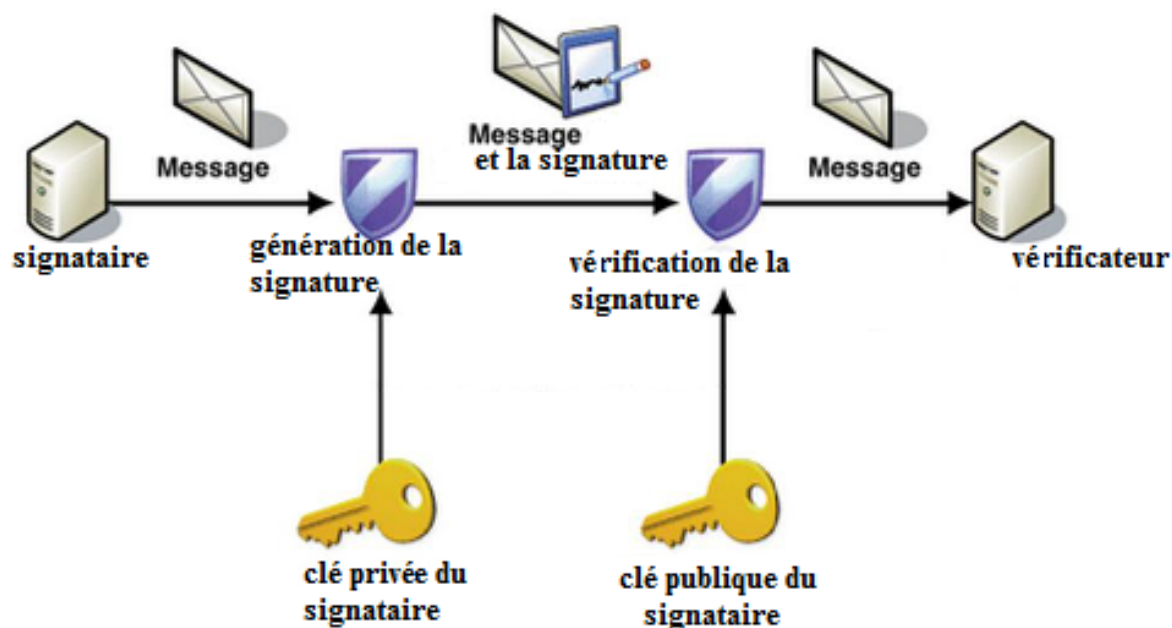 Message
et la signature
Message
Message
signataire
génération de la
signature
vérification de la
signature
vérificateur
clé privée du
signataire
clé publique du
signataire